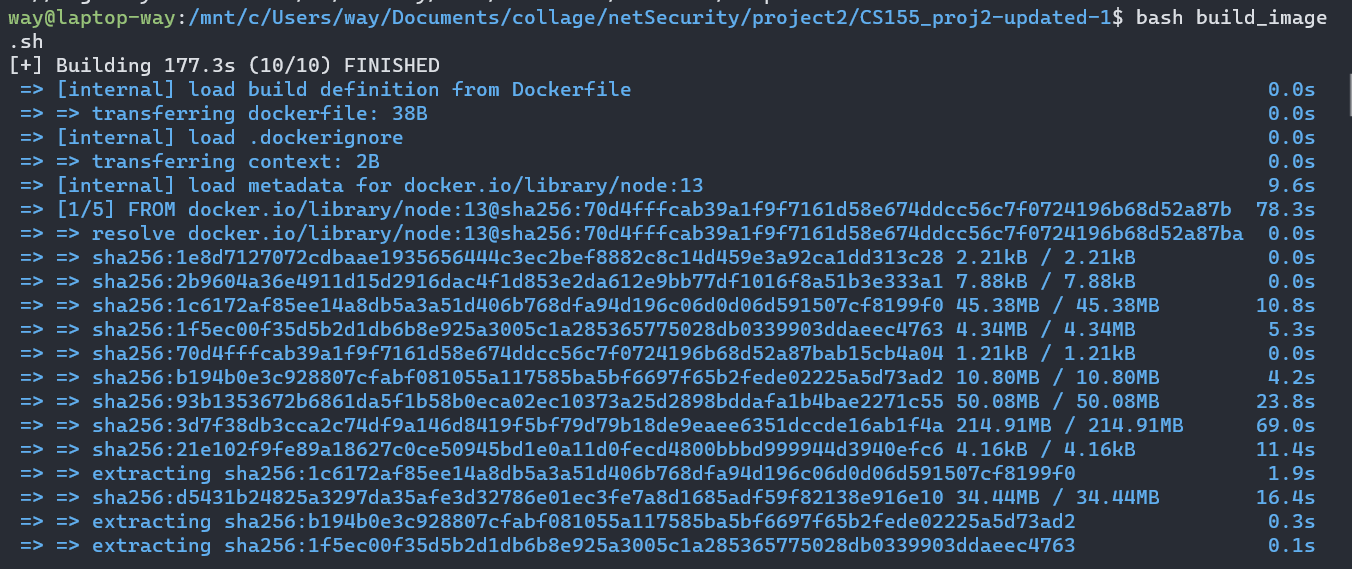 way@laptop-way:/mnt/c/Users/way/Documents/collage/netSecurity/project2/CS155_proj2-updated-1$ bash build_image
.sh
[+] Building 177.3s (10/10) FINISHED
=> [internal] load build definition from Dockerfile 0.0s
=> => transferring dockerfile: 38B 0.0s
=> [internal] load .dockerignore 0.0s
=> => transferring context: 2B 0.0s
=> [internal] load metadata for docker.io/library/node:13 9.6s
=> [1/5] FROM docker.io/library/node:13@sha256:70d4fffcab39a1f9f7161d58e674ddcc56c7f0724196b68d52a87b 78.3s
=> => resolve docker.io/library/node:13@sha256:70d4fffcab39a1f9f7161d58e674ddcc56c7f0724196b68d52a87ba 0.0s
=> => sha256:1e8d7127072cdbaae1935656444c3ec2bef8882c8c14d459e3a92ca1dd313c28 2.21kB / 2.21kB 0.0s
=> => sha256:2b9604a36e4911d15d2916dac4f1d853e2da612e9bb77df1016f8a51b3e333a1 7.88kB / 7.88kB 0.0s
=> => sha256:1c6172af85ee14a8db5a3a51d406b768dfa94d196c06d0d06d591507cf8199f0 45.38MB / 45.38MB 10.8s
=> => sha256:1f5ec00f35d5b2d1db6b8e925a3005c1a285365775028db0339903ddaeec4763 4.34MB / 4.34MB 5.3s
=> => sha256:70d4fffcab39a1f9f7161d58e674ddcc56c7f0724196b68d52a87bab15cb4a04 1.21kB / 1.21kB 0.0s
=> => sha256:b194b0e3c928807cfabf081055a117585ba5bf6697f65b2fede02225a5d73ad2 10.80MB / 10.80MB 4.2s
=> => sha256:93b1353672b6861da5f1b58b0eca02ec10373a25d2898bddafa1b4bae2271c55 50.08MB / 50.08MB 23.8s
=> => sha256:3d7f38db3cca2c74df9a146d8419f5bf79d79b18de9eaee6351dccde16ab1f4a 214.91MB / 214.91MB 69.0s
=> => sha256:21e102f9fe89a18627c0ce50945bd1e0a11d0fecd4800bbbd999944d3940efc6 4.16kB / 4.16kB 11.4s
=> => extracting sha256:1c6172af85ee14a8db5a3a51d406b768dfa94d196c06d0d06d591507cf8199f0 1.9s
=> => sha256:d5431b24825a3297da35afe3d32786e01ec3fe7a8d1685adf59f82138e916e10 34.44MB / 34.44MB 16.4s
=> => extracting sha256:b194b0e3c928807cfabf081055a117585ba5bf6697f65b2fede02225a5d73ad2 0.3s
=> => extracting sha256:1f5ec00f35d5b2d1db6b8e925a3005c1a285365775028db0339903ddaeec4763 0.1s